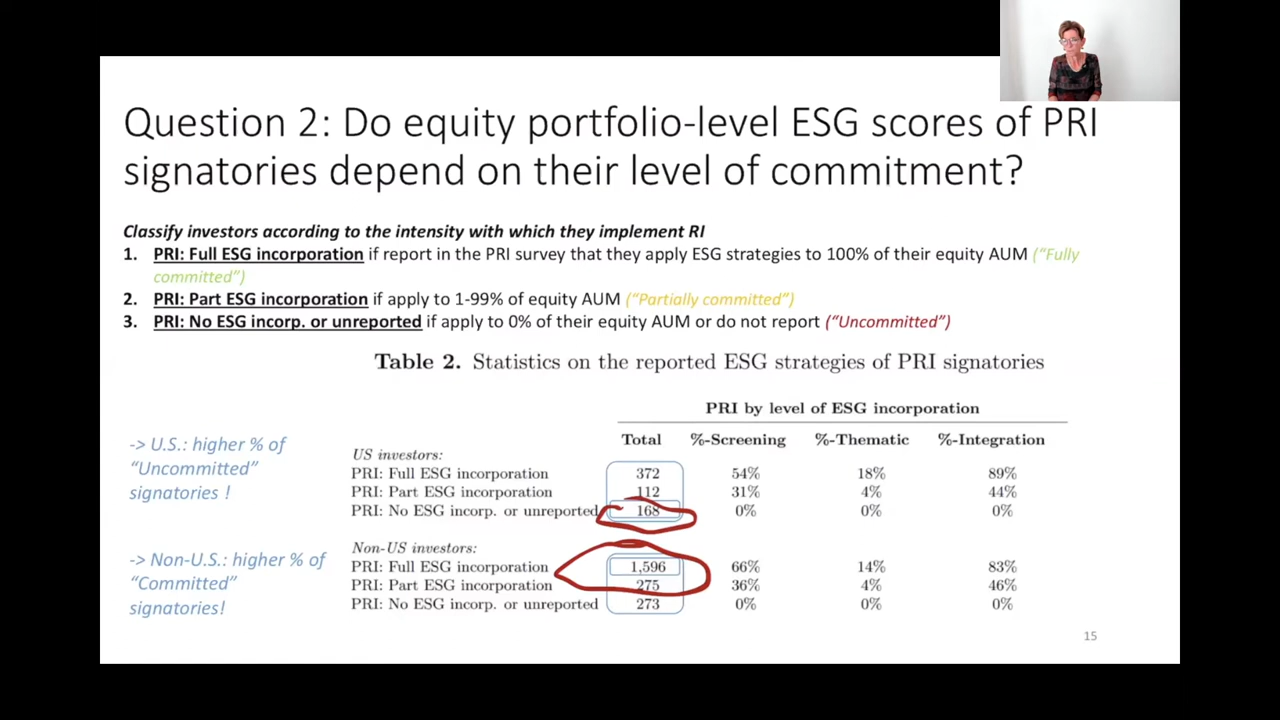 Question 2: Do equity portfolio-level ESG scores of PRI
signatories depend on their level of commitment?
Classify investors according to the intensity with which they implement RI
1. PRI: Full ESG incorporation if report in the PRI survey that they apply ESG strategies to 100% of their equity AUM ("Fully
committed")
2. PRI: Part ESG incorporation if apply to 1-99% of equity AUM ("Partially committed")
3. PRI: No ESG incorp. or unreported if apply to 0% of their equity AUM or do not report ("Uncommitted")
Table 2. Statistics on the reported ESG strategies of PRI signatories
PRI by level of ESG incorporation
Total %-Screening %-Thematic %-Integration
-> U.S.: higher % of
"Uncommitted"
signatories !
US investors:
PRI: Full ESG incorporation 372 54% 18% 89%
PRI: Part ESG incorporation 112 31% 4% 44%
PRI: No ESG incorp. or unreported 168 0% 0% 0%
-> Non-U.S.: higher % of
"Committed"
signatories!
Non-US investors:
PRI: Full ESG incorporation 1,596 66% 14% 83%
PRI: Part ESG incorporation 275 36% 4% 46%
PRI: No ESG incorp. or unreported 273 0% 0% 0%
15